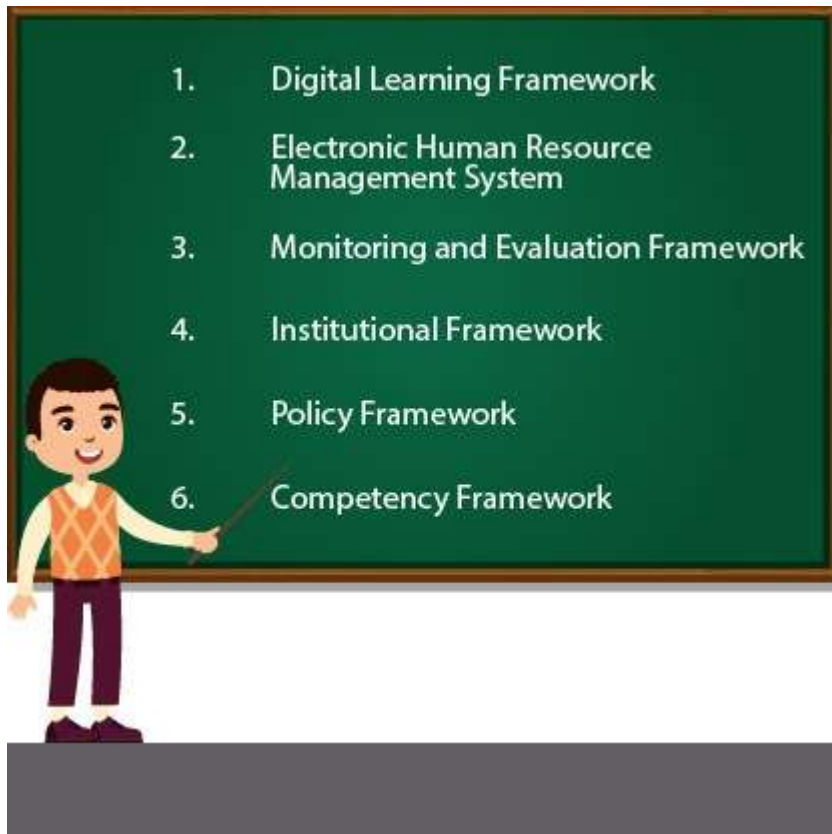 1. Digital Learning Framework
2. Electronic Human Resource
Management System
3. Monitoring and Evaluation Framework
4. Institutional Framework
5. Policy Framework
6. Competency Framework